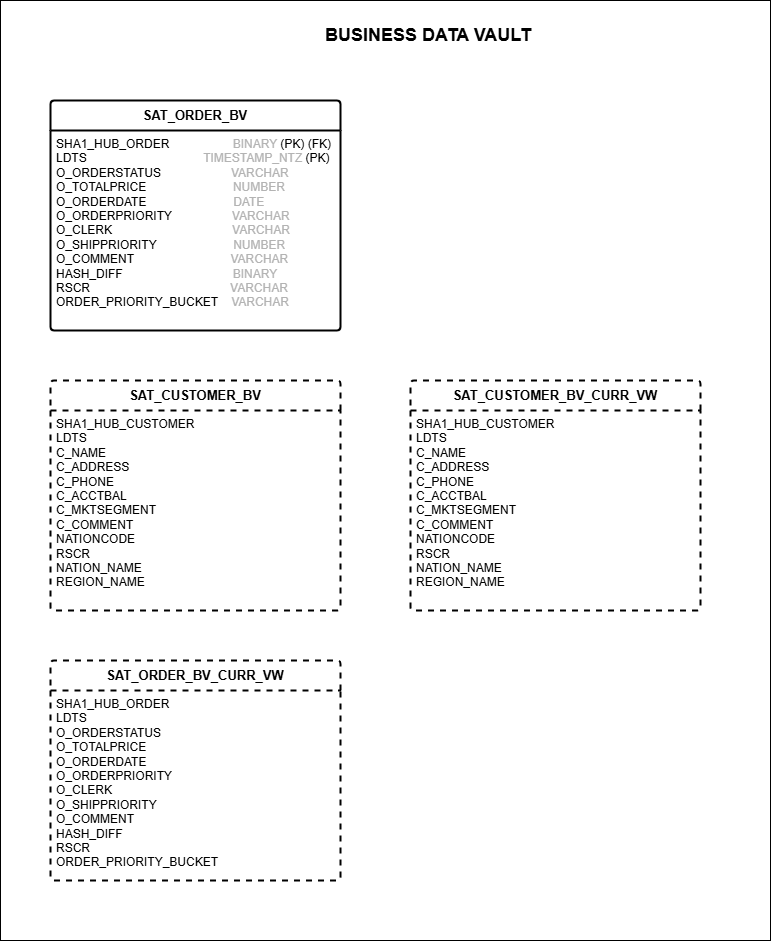 BUSINESS DATA VAULT
SAT_ORDER_BV
SHA1_HUB_ORDER BINARY (PK) (FK)
LDTS TIMESTAMP_NTZ (PK)
O_ORDERSTATUS VARCHAR
O_TOTALPRICE NUMBER
O_ORDERDATE DATE
O_ORDERPRIORITY VARCHAR
O_CLERK VARCHAR
O_SHIPPRIORITY NUMBER
O_COMMENT VARCHAR
HASH_DIFF BINARY
RSCR VARCHAR
ORDER_PRIORITY_BUCKET VARCHAR
SAT_CUSTOMER_BV
SHA1_HUB_CUSTOMER
LDTS
C_NAME
C_ADDRESS
C_PHONE
C_ACCTBAL
C_MKTSEGMENT
C_COMMENT
NATIONCODE
RSCR
NATION_NAME
REGION_NAME
SAT_CUSTOMER_BV_CURR_VW
SHA1_HUB_CUSTOMER
LDTS
C_NAME
C_ADDRESS
C_PHONE
C_ACCTBAL
C_MKTSEGMENT
C_COMMENT
NATIONCODE
RSCR
NATION_NAME
REGION_NAME
SAT_ORDER_BV_CURR_VW
SHA1_HUB_ORDER
LDTS
O_ORDERSTATUS
O_TOTALPRICE
O_ORDERDATE
O_ORDERPRIORITY
O_CLERK
O_SHIPPRIORITY
O_COMMENT
HASH_DIFF
RSCR
ORDER_PRIORITY_BUCKET